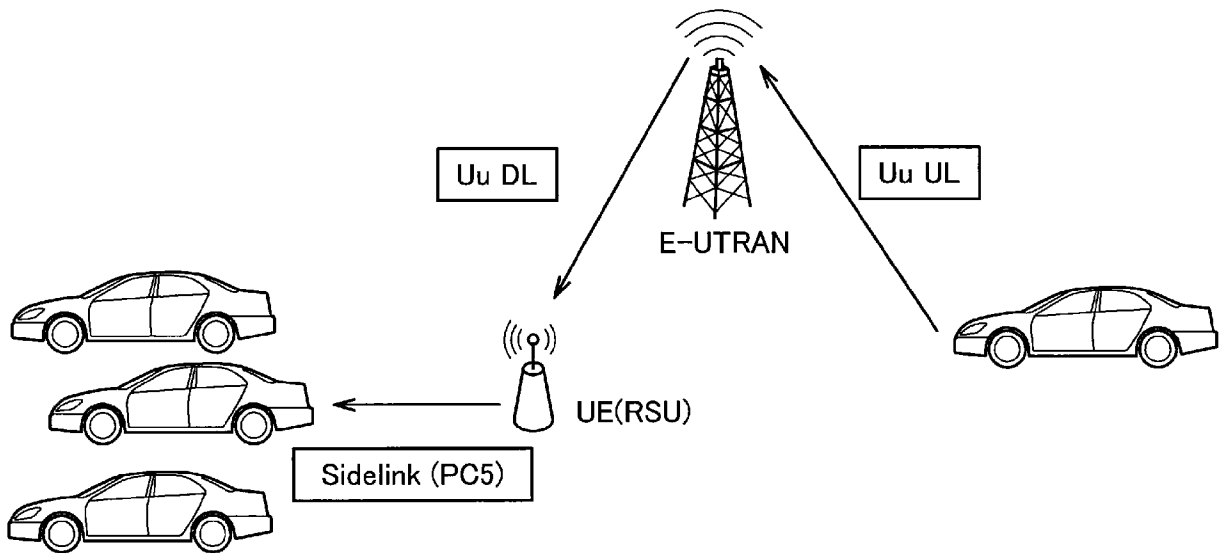 Uu DL
Uu UL
E-UTRAN
UE(RSU)
Sidelink (PC5)